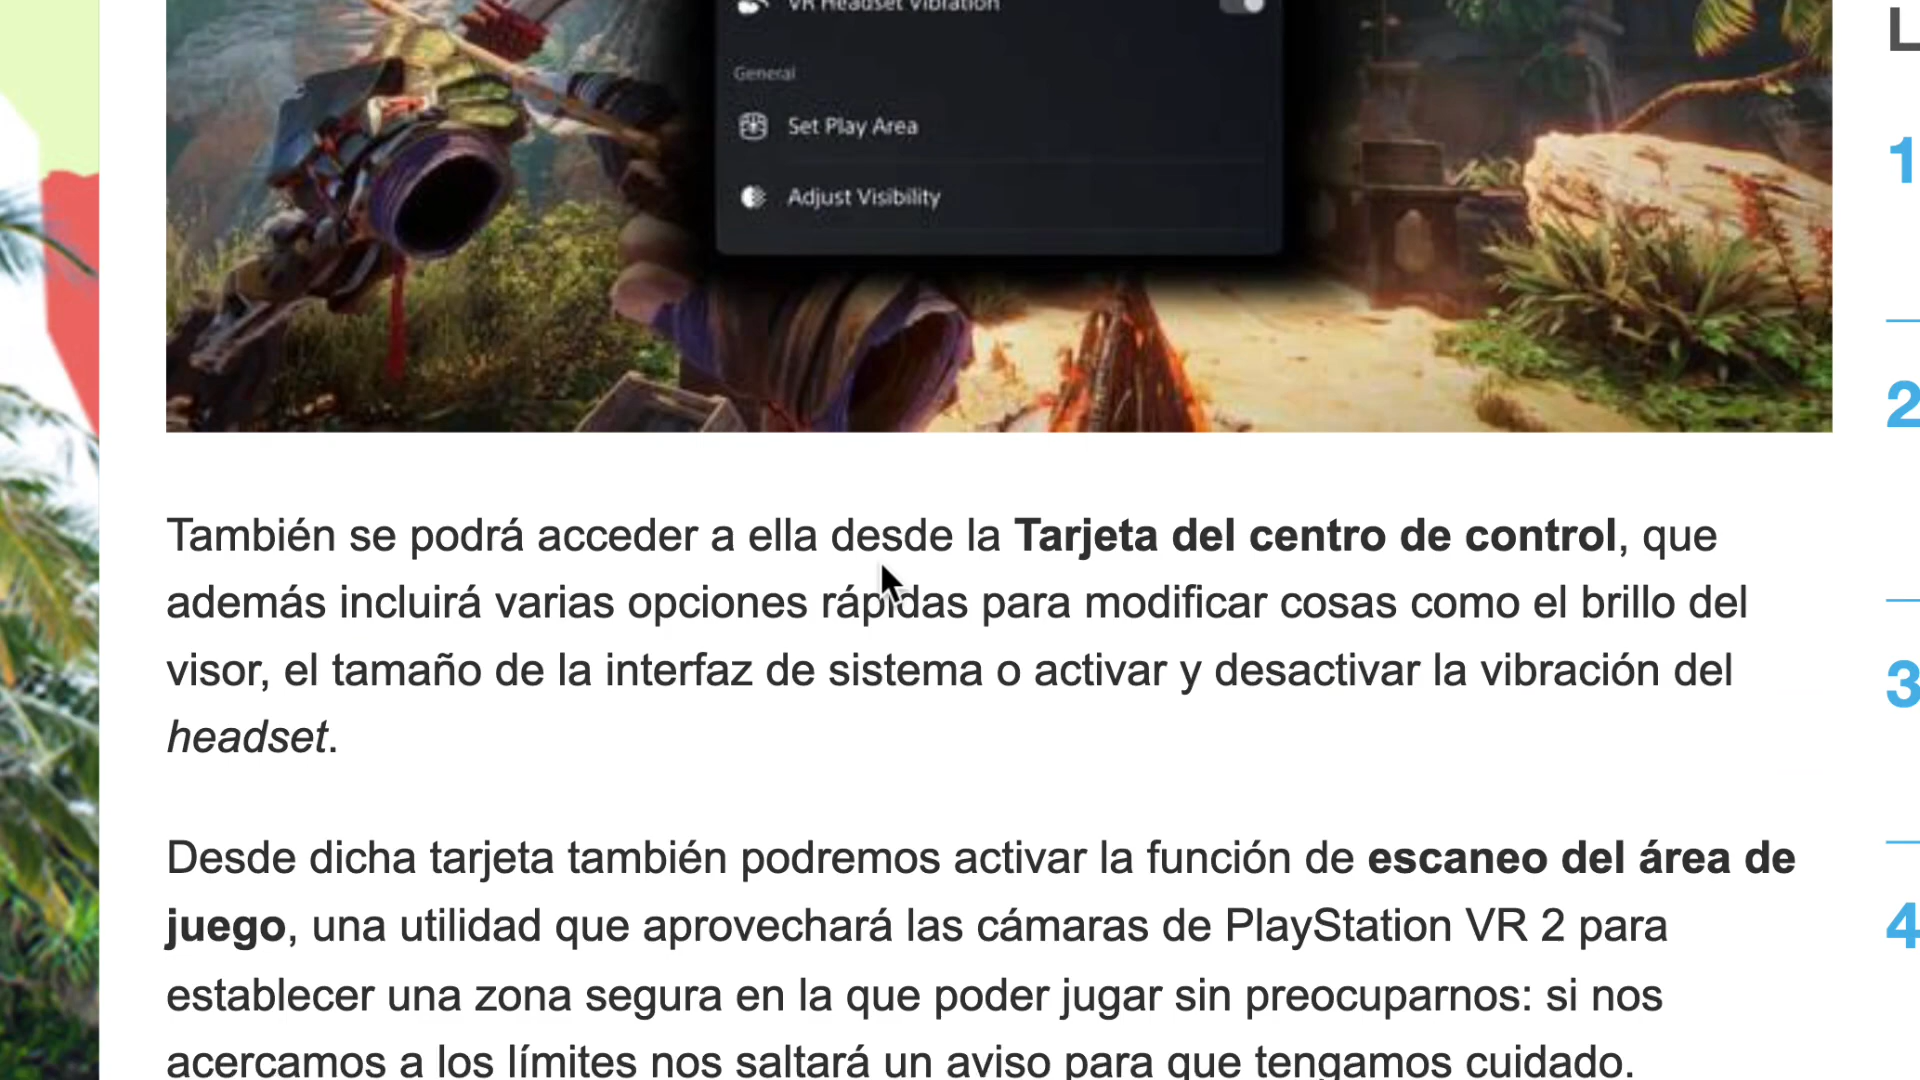 VR Headset Vibration
General
Set Play Area
Adjust Visibility
También se podrá acceder a ella desde la Tarjeta del centro de control, que
además incluirá varias opciones rápidas para modificar cosas como el brillo del
visor, el tamaño de la interfaz de sistema o activar y desactivar la vibración del
headset.
Desde dicha tarjeta también podremos activar la función de escaneo del área de
juego, una utilidad que aprovechará las cámaras de PlayStation VR 2 para
establecer una zona segura en la que poder jugar sin preocuparnos: si nos
acercamos a los límites nos saltará un aviso para que tengamos cuidado.
L
1
2
3
4